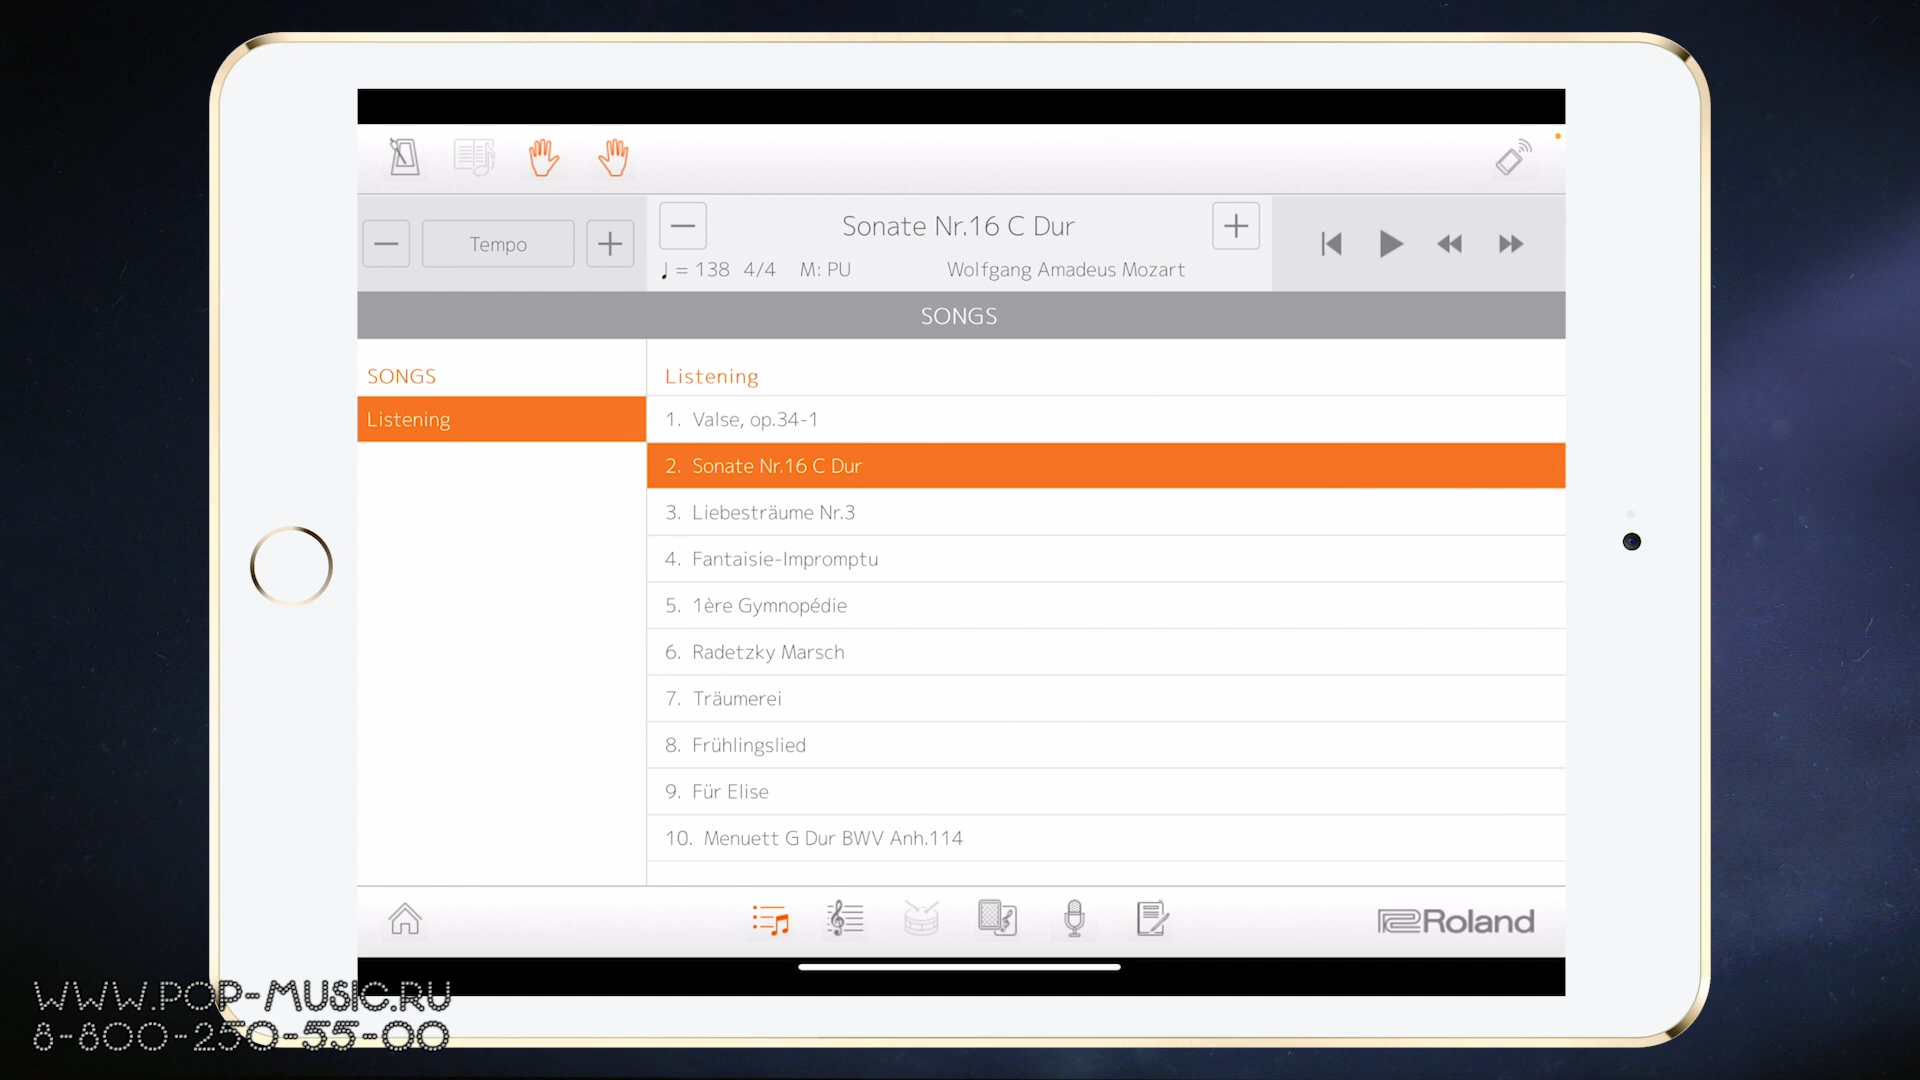 Tempo
Sonate Nr.16 C Dur
♩ = 138 4/4 M: PU Wolfgang Amadeus Mozart
SONGS
SONGS
Listening
Listening
1. Valse, op.34-1
2. Sonate Nr.16 C Dur
3. Liebesträume Nr.3
4. Fantaisie-Impromptu
5. 1ère Gymnopédie
6. Radetzky Marsch
7. Träumerei
8. Frühlingslied
9. Für Elise
10. Menuett G Dur BWV Anh.114
Roland
WWW.POP-MUSIC.RU
8-800-250-55-00